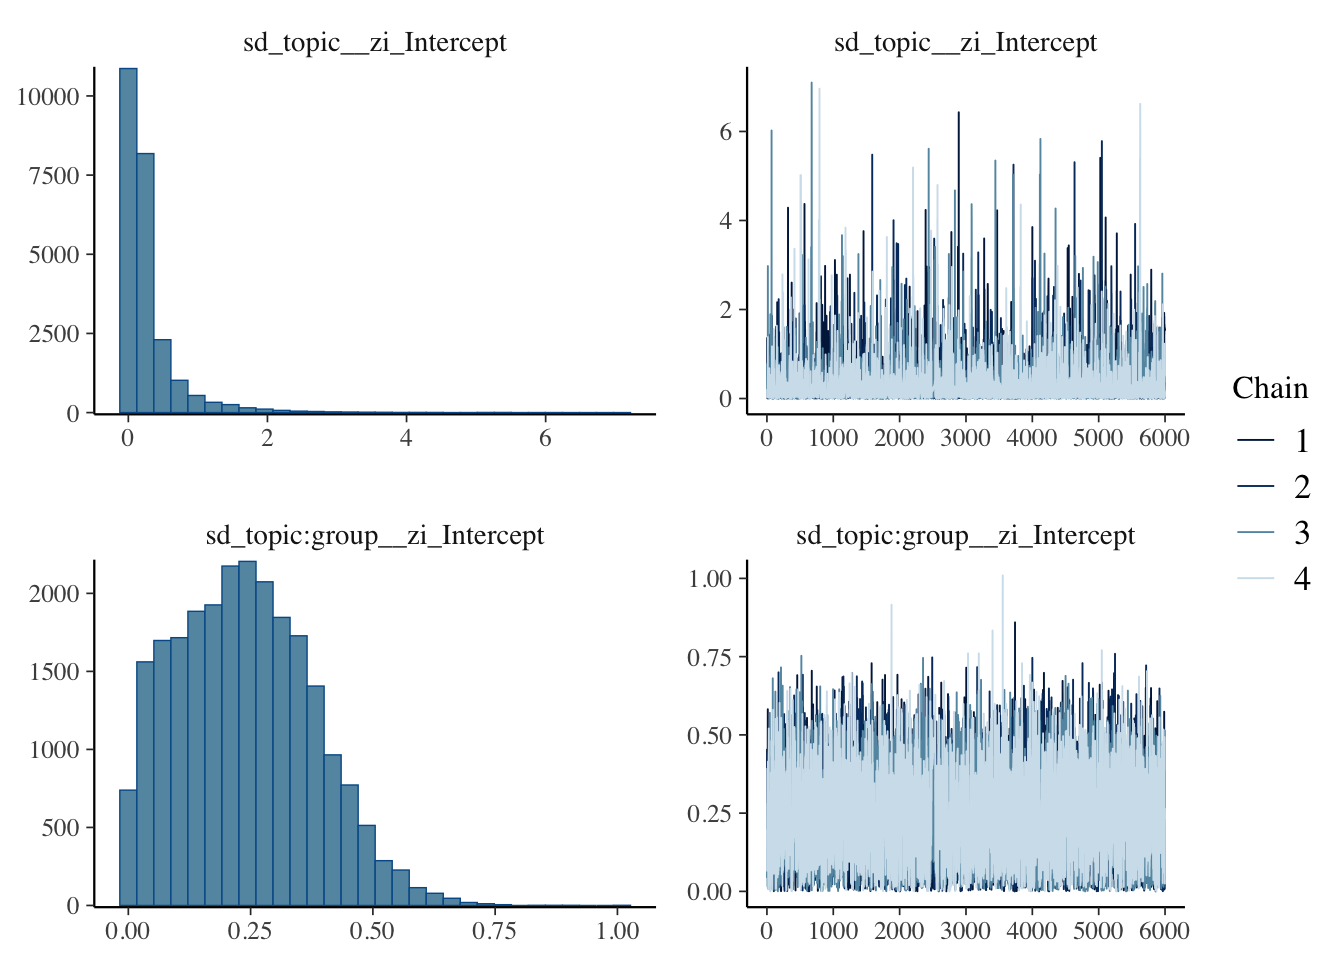 sd_topic__zi_Intercept
10000
7500
5000
2500
0
0 2 4 6
sd_topic__zi_Intercept
6
4
2
0
0 1000 2000 3000 4000 5000 6000
sd_topic:group__zi_Intercept
2000
1500
1000
500
0
0.00 0.25 0.50 0.75 1.00
sd_topic:group__zi_Intercept
1.00
0.75
0.50
0.25
0.00
0 1000 2000 3000 4000 5000 6000
Chain
1
2
3
4